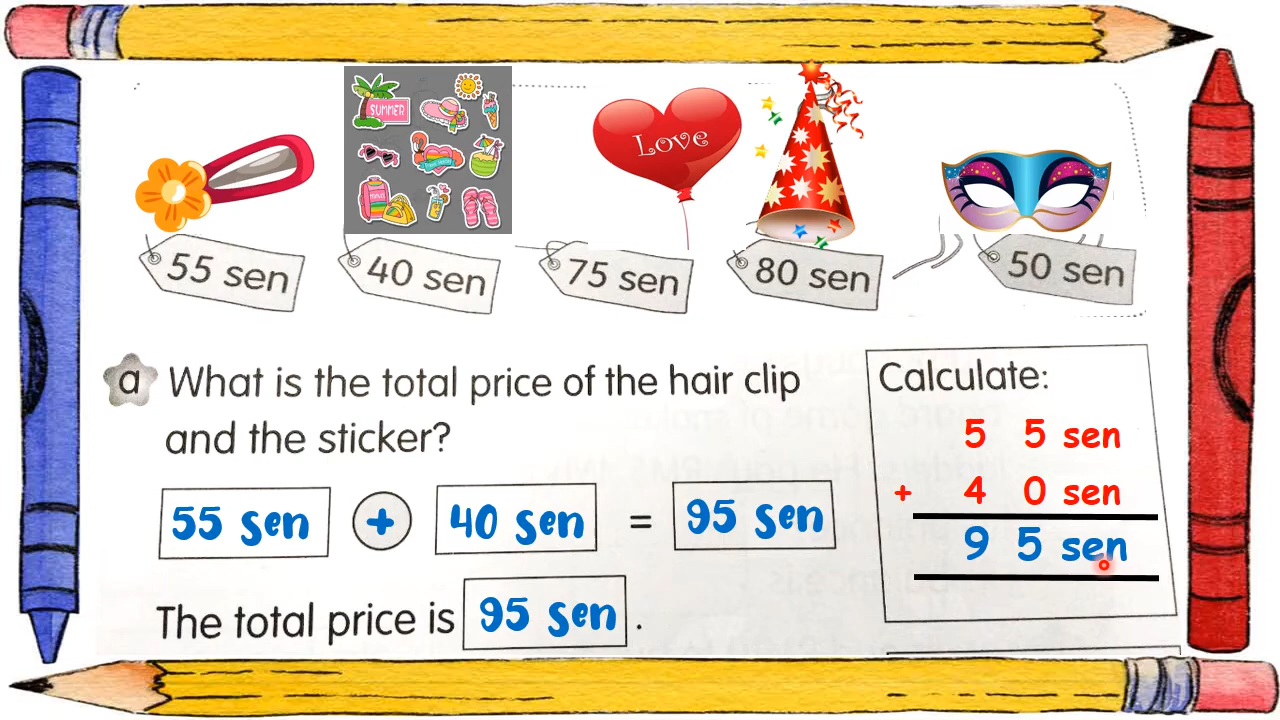 SUMMER
Love
55 sen
40 sen
75 sen
80 sen
50 sen
a What is the total price of the hair clip
and the sticker?
55 sen + 40 sen = 95 sen
The total price is 95 sen .
Calculate:
5 5 sen
+ 4 0 sen
9 5 sen